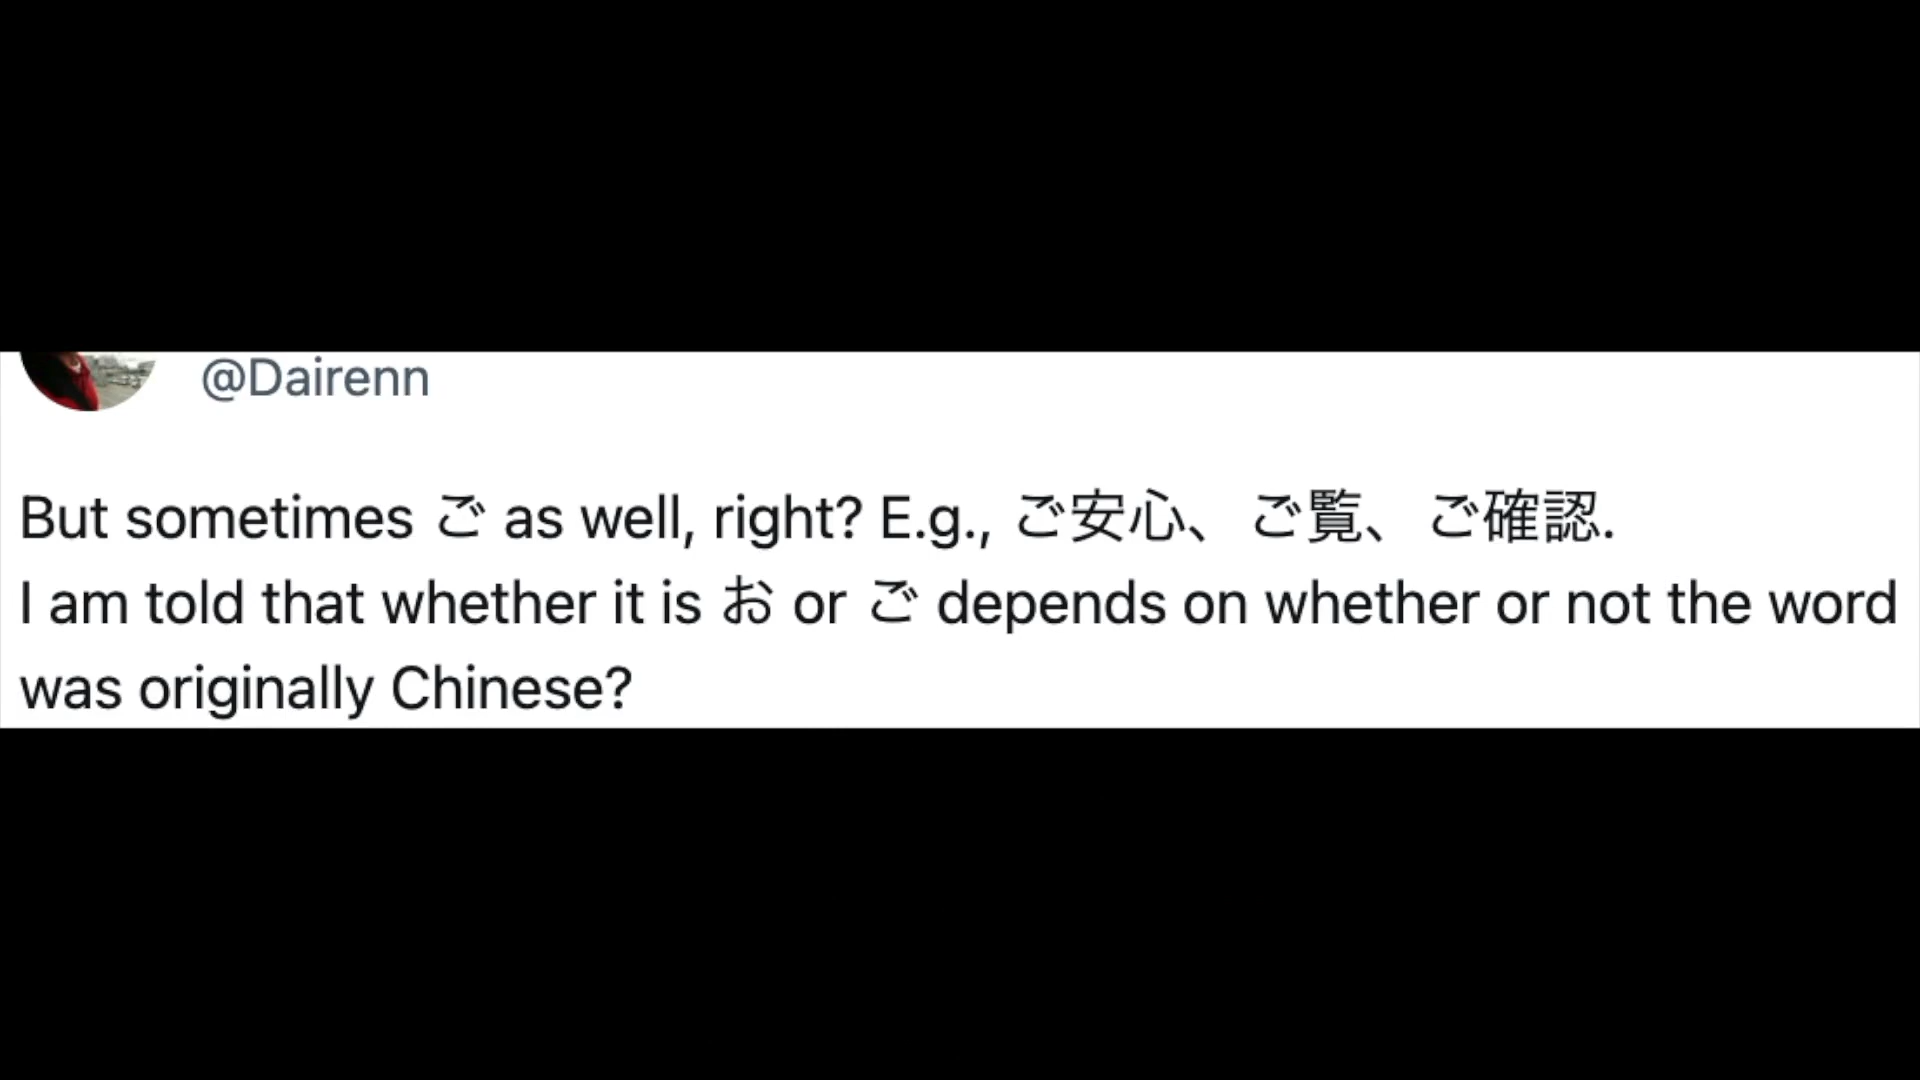 @Dairenn
But sometimes ご as well, right? E.g., ご安心、ご覧、ご確認.
I am told that whether it is お or ご depends on whether or not the word
was originally Chinese?